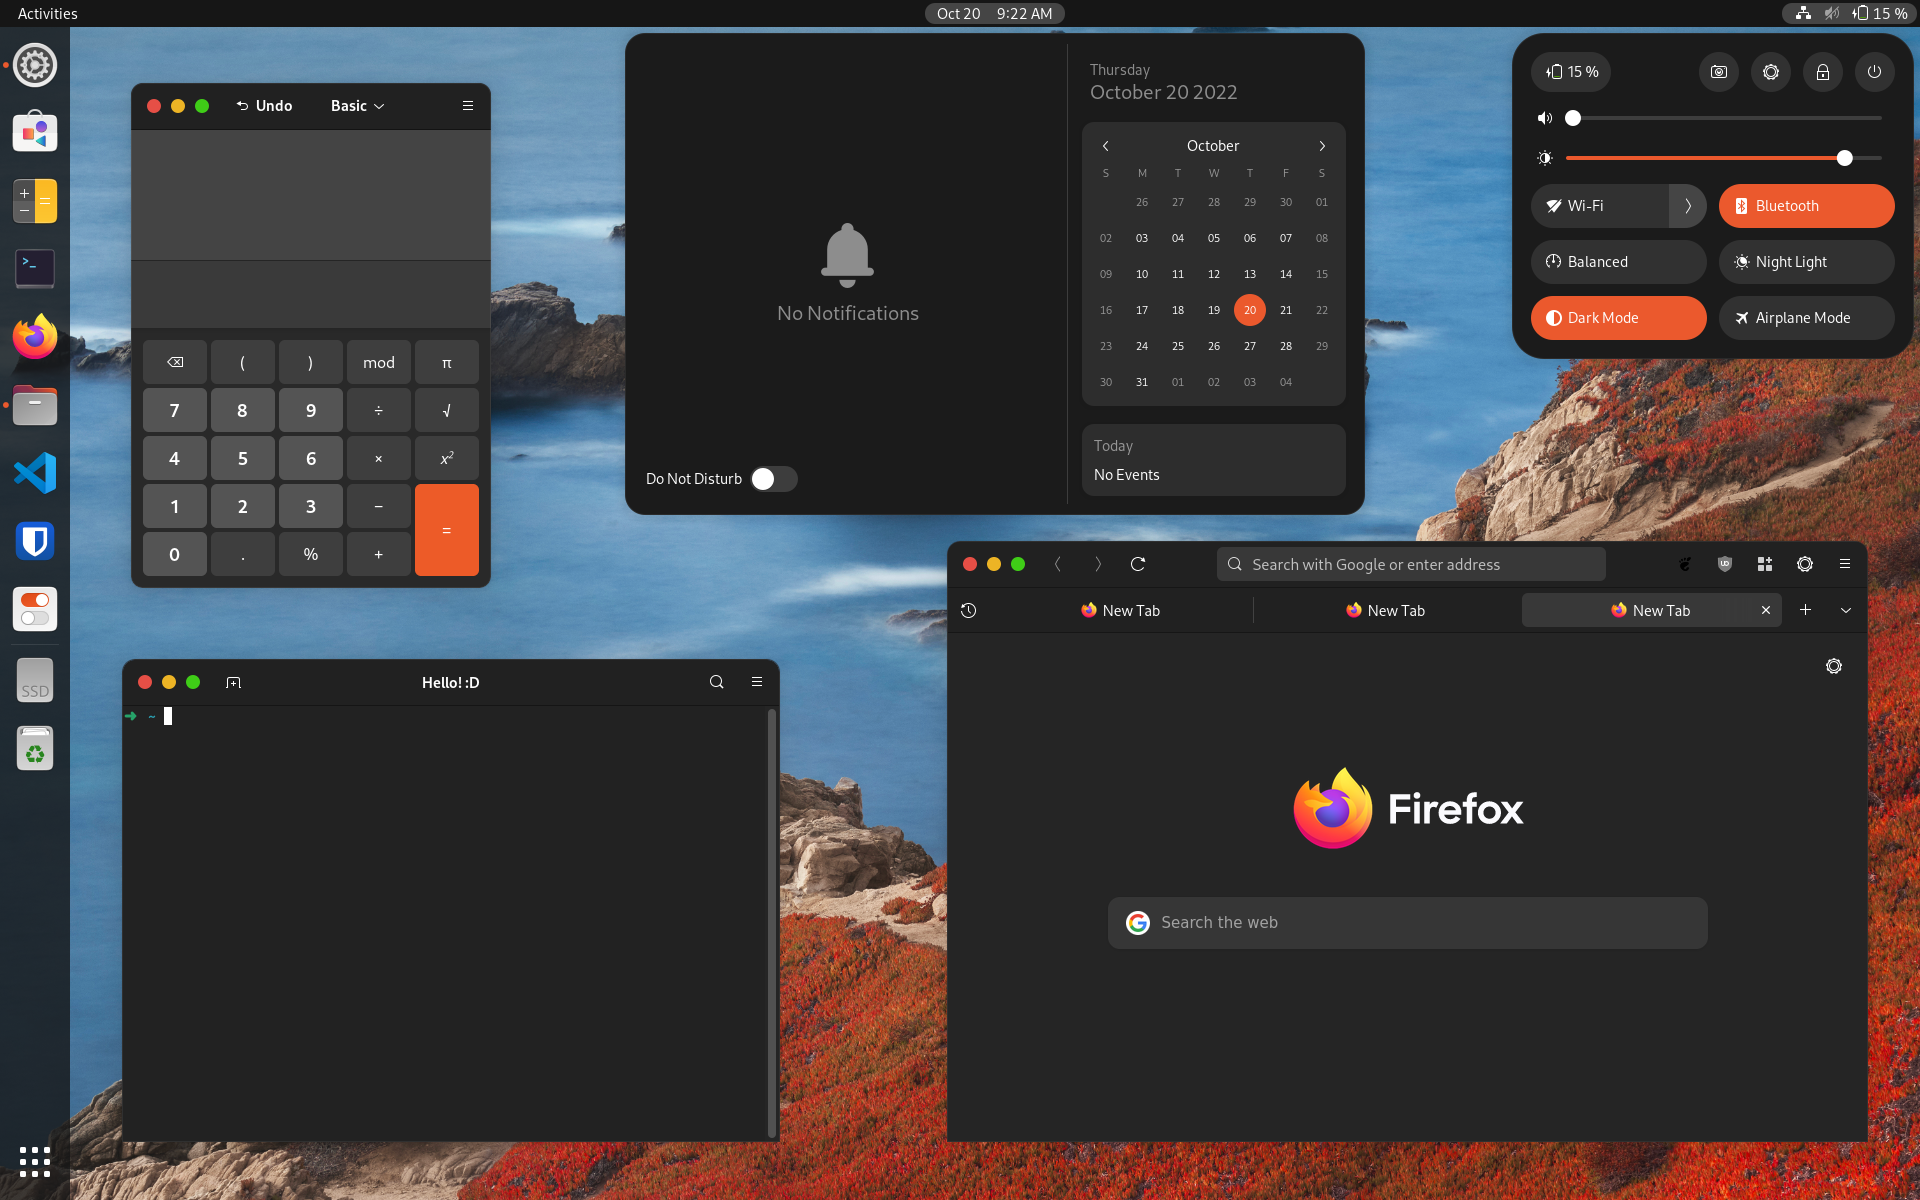 Activities
Oct 20 9:22 AM
15 %
Undo
Basic
( ) mod π
7 8 9 ÷ √
4 5 6 × x²
1 2 3 −
=
0 . % +
No Notifications
Do Not Disturb
Thursday
October 20 2022
October
S M T W T F S
26 27 28 29 30 01
02 03 04 05 06 07 08
09 10 11 12 13 14 15
16 17 18 19 20 21 22
23 24 25 26 27 28 29
30 31 01 02 03 04
Today
No Events
15 %
Wi-Fi
Bluetooth
Balanced
Night Light
Dark Mode
Airplane Mode
SSD
Hello! :D
~
Search with Google or enter address
New Tab
New Tab
New Tab
Firefox
Search the web